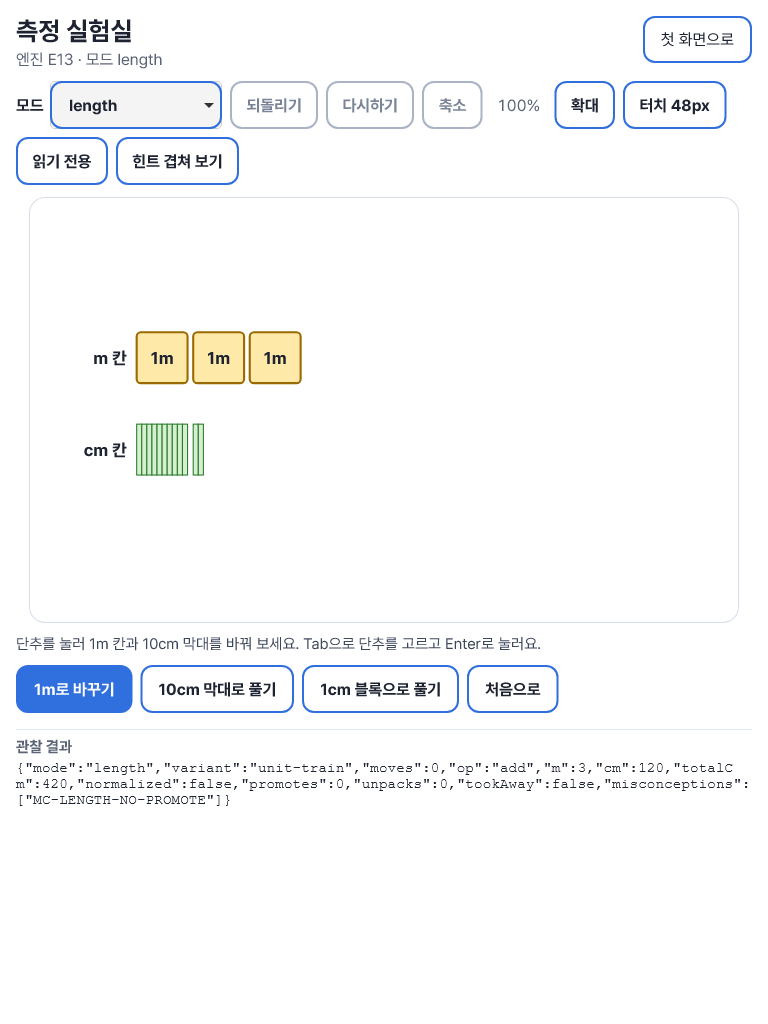 측정 실험실
엔진 E13 · 모드 length
첫 화면으로
모드 length 되돌리기 다시하기 축소 100% 확대 터치 48px
읽기 전용 힌트 겹쳐 보기
m 칸 1m 1m 1m
cm 칸
단추를 눌러 1m 칸과 10cm 막대를 바꿔 보세요. Tab으로 단추를 고르고 Enter로 눌러요.
1m로 바꾸기 10cm 막대로 풀기 1cm 블록으로 풀기 처음으로
관찰 결과
{"mode":"length","variant":"unit-train","moves":0,"op":"add","m":3,"cm":120,"totalC
m":420,"normalized":false,"promotes":0,"unpacks":0,"tookAway":false,"misconceptions":
["MC-LENGTH-NO-PROMOTE"]}